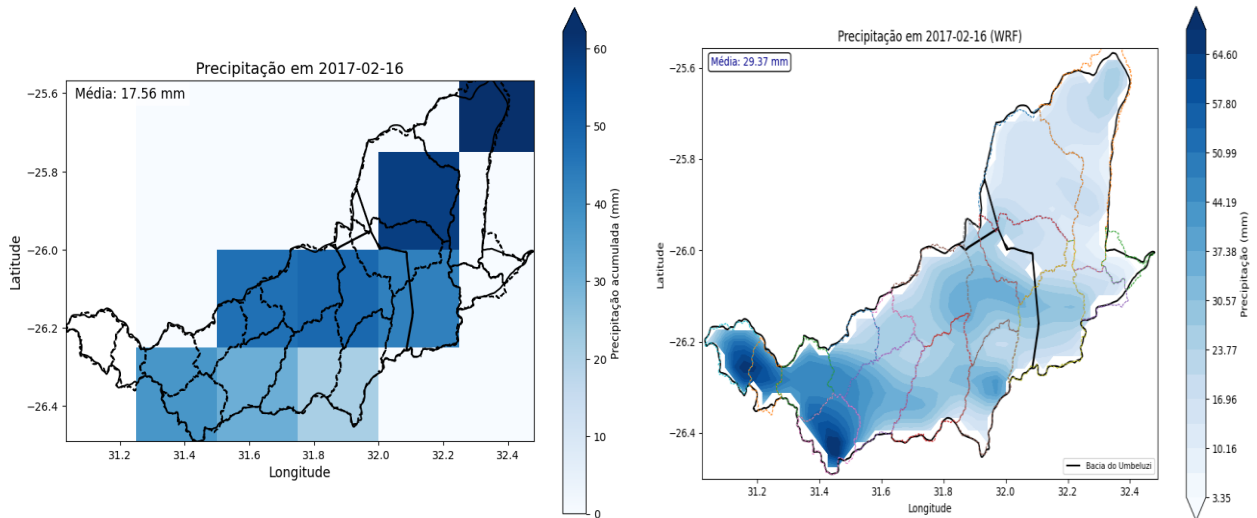 Precipitação em 2017-02-16
Média: 17.56 mm
−25.6
−25.8
−26.0
−26.2
−26.4
Latitude
31.2 31.4 31.6 31.8 32.0 32.2 32.4
Longitude
60
50
40
30
20
10
0
Precipitação acumulada (mm)
Precipitação em 2017-02-16 (WRF)
Média: 29.37 mm
−25.6
−25.8
−26.0
−26.2
−26.4
Latitude
31.2 31.4 31.6 31.8 32.0 32.2 32.4
Longitude
Bacia do Umbeluzi
64.60
57.80
50.99
44.19
37.38
30.57
23.77
16.96
10.16
3.35
Precipitação (mm)